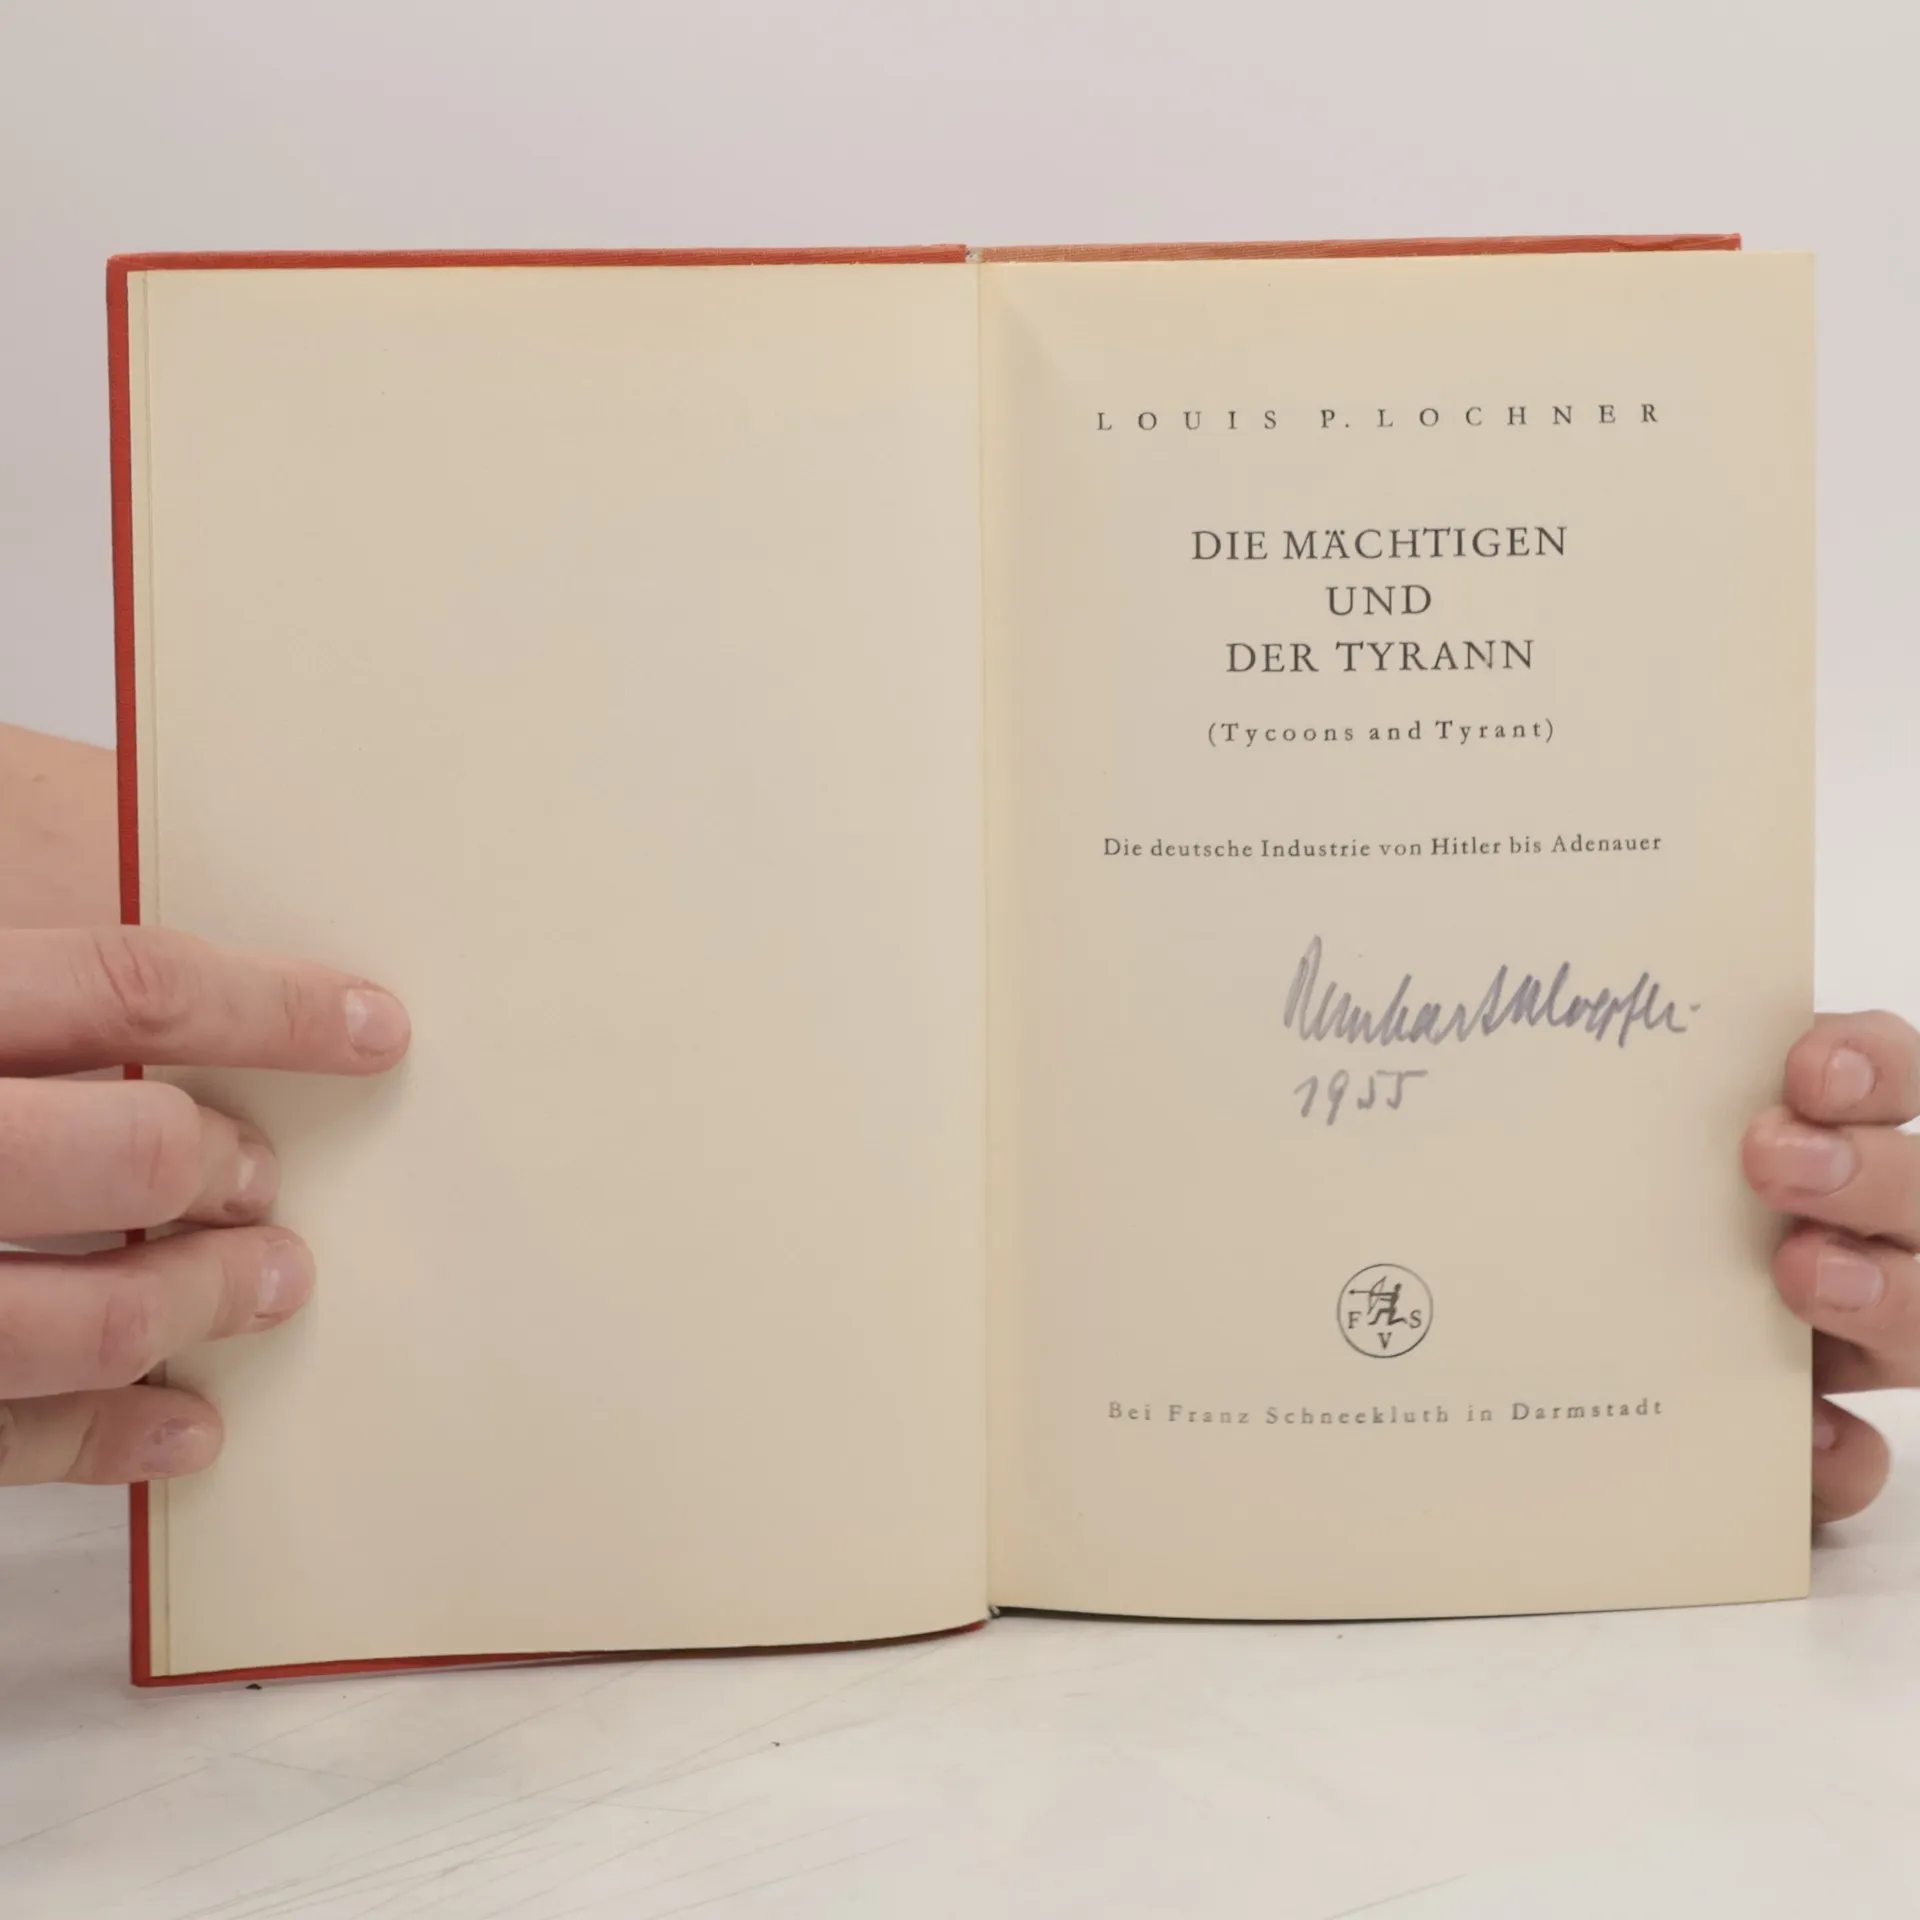 LOUIS P. LOCHNER
DIE MÄCHTIGEN
UND
DER TYRANN
(Tycoons and Tyrant)
Die deutsche Industrie von Hitler bis Adenauer
1955
F S
V
Bei Franz Schneekluth in Darmstadt